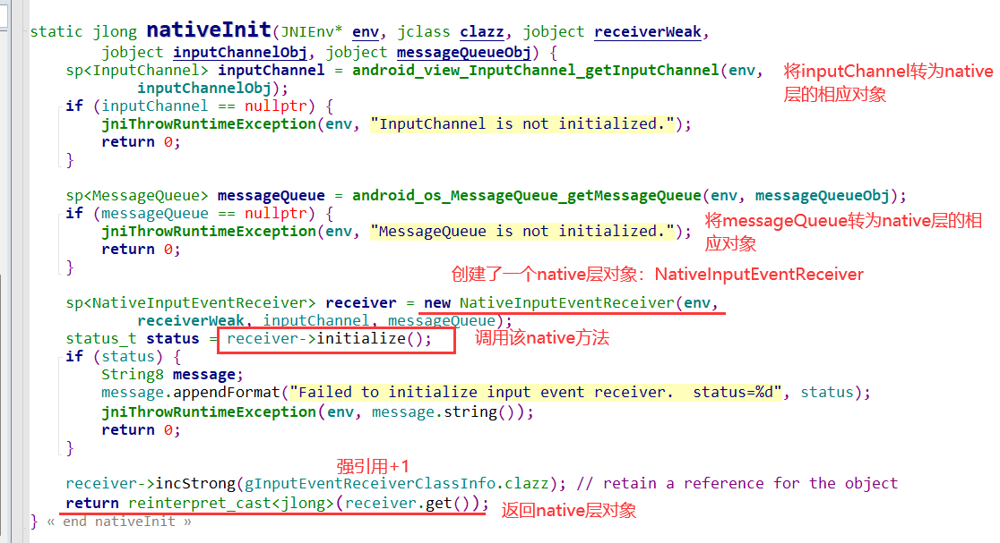 static jlong nativeInit(JNIEnv* env, jclass clazz, jobject receiverWeak,
jobject inputChannelObj, jobject messageQueueObj) {
sp<InputChannel> inputChannel = android_view_InputChannel_getInputChannel(env,
inputChannelObj);
将inputChannel转为native
层的相应对象
if (inputChannel == nullptr) {
jniThrowRuntimeException(env, "InputChannel is not initialized.");
return 0;
}
sp<MessageQueue> messageQueue = android_os_MessageQueue_getMessageQueue(env, messageQueueObj);
if (messageQueue == nullptr) {
将messageQueue转为native层的相
应对象
jniThrowRuntimeException(env, "MessageQueue is not initialized.");
return 0;
}
创建了一个native层对象：NativeInputEventReceiver
sp<NativeInputEventReceiver> receiver = new NativeInputEventReceiver(env,
receiverWeak, inputChannel, messageQueue);
status_t status = receiver->initialize();
调用该native方法
if (status) {
String8 message;
message.appendFormat("Failed to initialize input event receiver.  status=%d", status);
jniThrowRuntimeException(env, message.string());
return 0;
}
强引用+1
receiver->incStrong(gInputEventReceiverClassInfo.clazz); // retain a reference for the object
return reinterpret_cast<jlong>(receiver.get());
返回native层对象
} « end nativeInit »